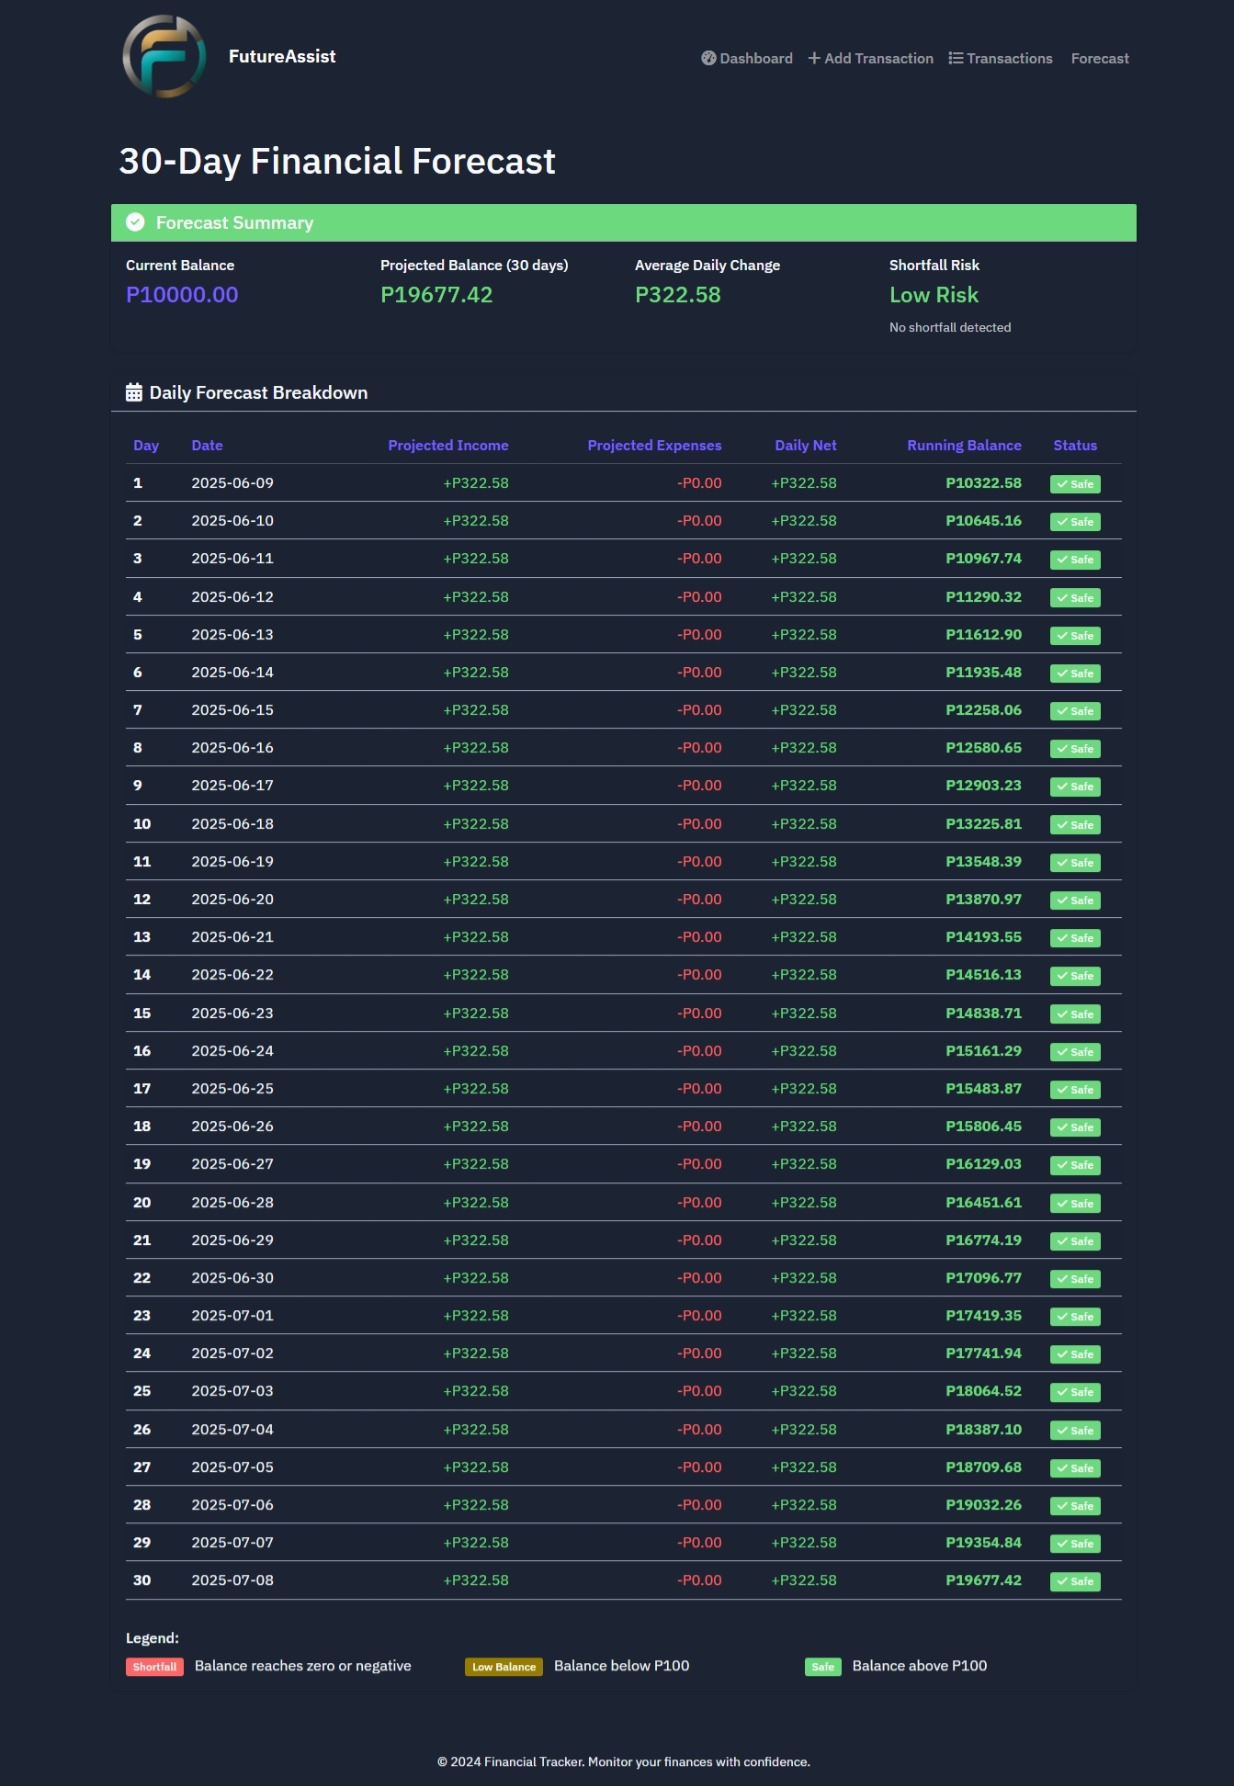 FutureAssist
Dashboard Add Transaction Transactions Forecast
30-Day Financial Forecast
Forecast Summary
Current Balance Projected Balance (30 days) Average Daily Change Shortfall Risk
P10000.00 P19677.42 P322.58 Low Risk
No shortfall detected
Daily Forecast Breakdown
Day Date Projected Income Projected Expenses Daily Net Running Balance Status
1 2025-06-09 +P322.58 -P0.00 +P322.58 P10322.58 Safe
2 2025-06-10 +P322.58 -P0.00 +P322.58 P10645.16 Safe
3 2025-06-11 +P322.58 -P0.00 +P322.58 P10967.74 Safe
4 2025-06-12 +P322.58 -P0.00 +P322.58 P11290.32 Safe
5 2025-06-13 +P322.58 -P0.00 +P322.58 P11612.90 Safe
6 2025-06-14 +P322.58 -P0.00 +P322.58 P11935.48 Safe
7 2025-06-15 +P322.58 -P0.00 +P322.58 P12258.06 Safe
8 2025-06-16 +P322.58 -P0.00 +P322.58 P12580.65 Safe
9 2025-06-17 +P322.58 -P0.00 +P322.58 P12903.23 Safe
10 2025-06-18 +P322.58 -P0.00 +P322.58 P13225.81 Safe
11 2025-06-19 +P322.58 -P0.00 +P322.58 P13548.39 Safe
12 2025-06-20 +P322.58 -P0.00 +P322.58 P13870.97 Safe
13 2025-06-21 +P322.58 -P0.00 +P322.58 P14193.55 Safe
14 2025-06-22 +P322.58 -P0.00 +P322.58 P14516.13 Safe
15 2025-06-23 +P322.58 -P0.00 +P322.58 P14838.71 Safe
16 2025-06-24 +P322.58 -P0.00 +P322.58 P15161.29 Safe
17 2025-06-25 +P322.58 -P0.00 +P322.58 P15483.87 Safe
18 2025-06-26 +P322.58 -P0.00 +P322.58 P15806.45 Safe
19 2025-06-27 +P322.58 -P0.00 +P322.58 P16129.03 Safe
20 2025-06-28 +P322.58 -P0.00 +P322.58 P16451.61 Safe
21 2025-06-29 +P322.58 -P0.00 +P322.58 P16774.19 Safe
22 2025-06-30 +P322.58 -P0.00 +P322.58 P17096.77 Safe
23 2025-07-01 +P322.58 -P0.00 +P322.58 P17419.35 Safe
24 2025-07-02 +P322.58 -P0.00 +P322.58 P17741.94 Safe
25 2025-07-03 +P322.58 -P0.00 +P322.58 P18064.52 Safe
26 2025-07-04 +P322.58 -P0.00 +P322.58 P18387.10 Safe
27 2025-07-05 +P322.58 -P0.00 +P322.58 P18709.68 Safe
28 2025-07-06 +P322.58 -P0.00 +P322.58 P19032.26 Safe
29 2025-07-07 +P322.58 -P0.00 +P322.58 P19354.84 Safe
30 2025-07-08 +P322.58 -P0.00 +P322.58 P19677.42 Safe
Legend:
Shortfall Balance reaches zero or negative Low Balance Balance below P100 Safe Balance above P100
© 2024 Financial Tracker. Monitor your finances with confidence.